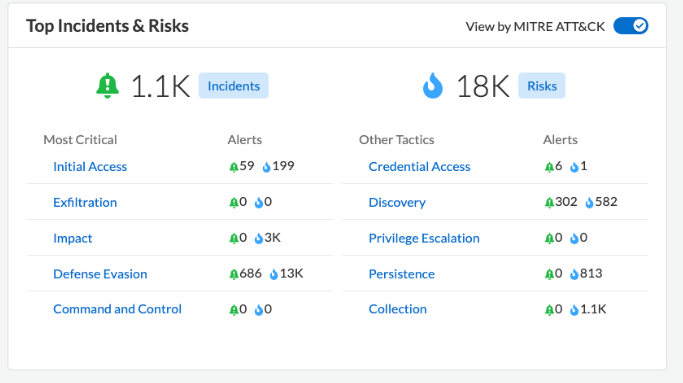 Top Incidents & Risks View by MITRE ATT&CK
1.1K Incidents 18K Risks
Most Critical Alerts Other Tactics Alerts
Initial Access 59 199 Credential Access 6 1
Exfiltration 0 0 Discovery 302 582
Impact 0 3K Privilege Escalation 0 0
Defense Evasion 686 13K Persistence 0 813
Command and Control 0 0 Collection 0 1.1K